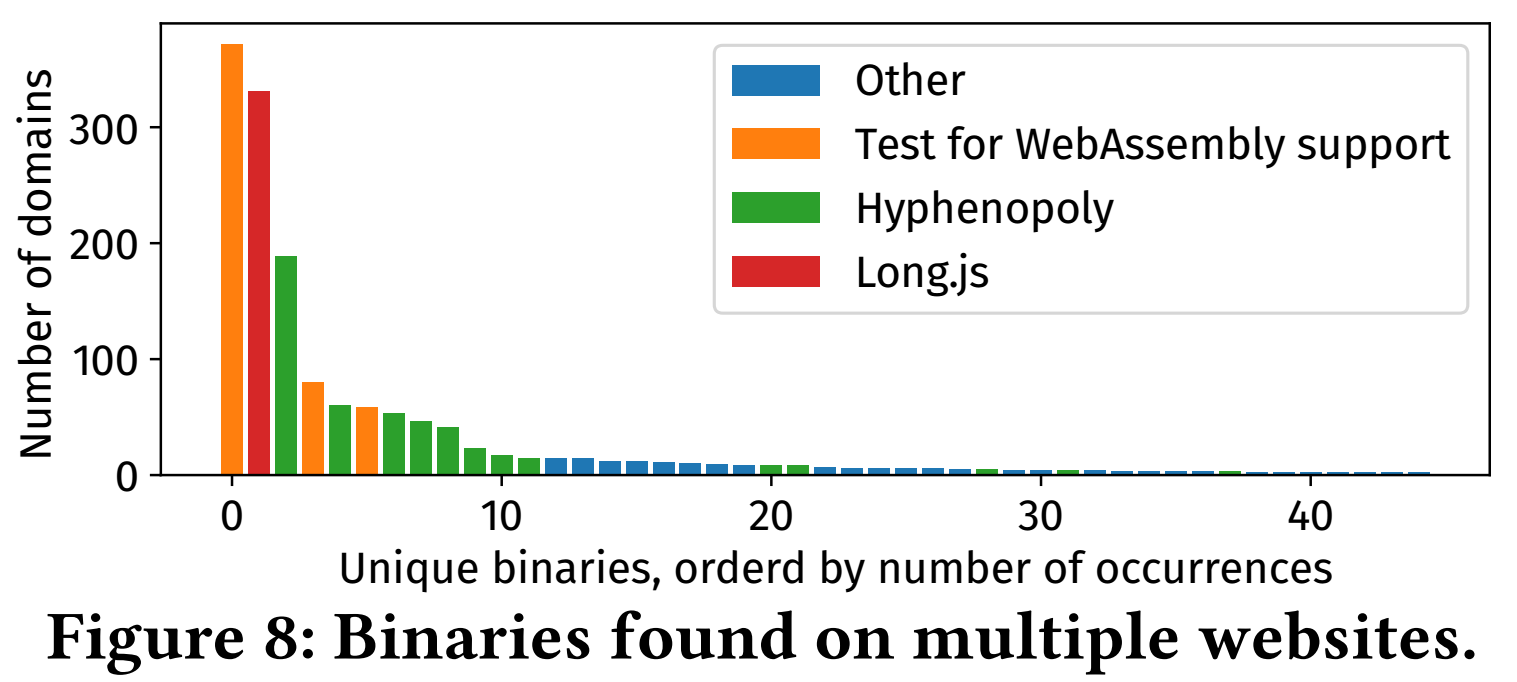 Number of domains
300
200
100
0
Other
Test for WebAssembly support
Hyphenopoly
Long.js
0 10 20 30 40
Unique binaries, orderd by number of occurrences
Figure 8: Binaries found on multiple websites.